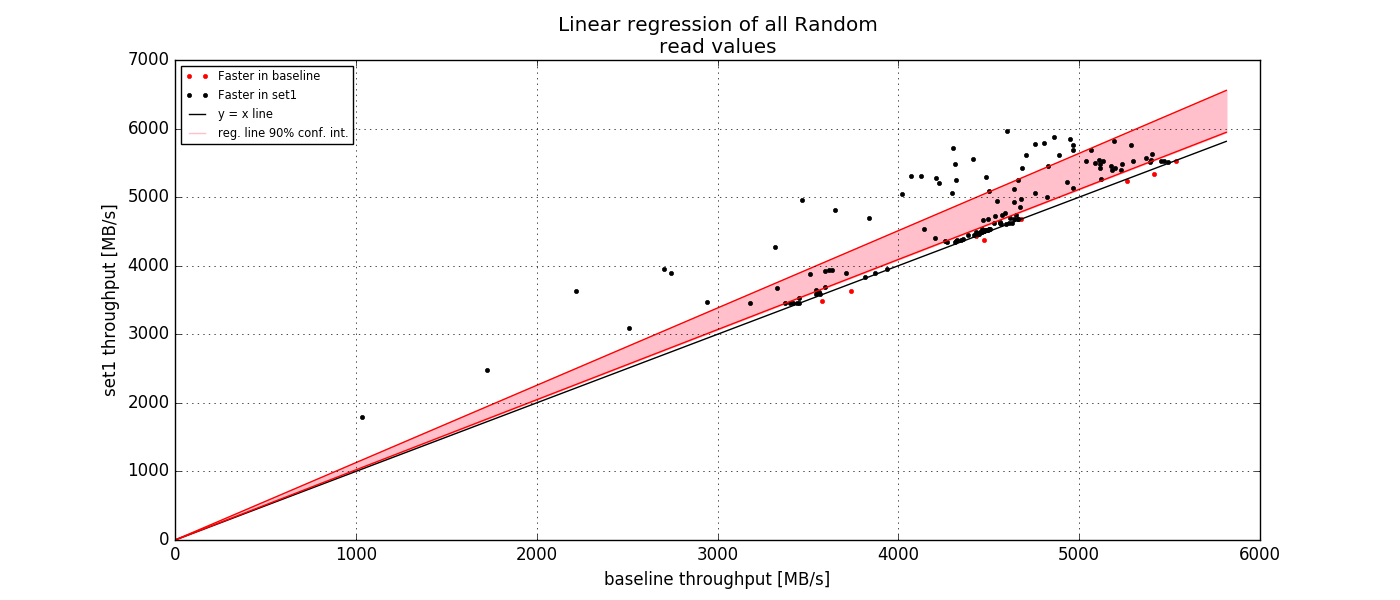 Linear regression of all Random
read values
7000
6000
5000
4000
3000
2000
1000
0
set1 throughput [MB/s]
Faster in baseline
Faster in set1
y = x line
reg. line 90% conf. int.
0 1000 2000 3000 4000 5000 6000
baseline throughput [MB/s]